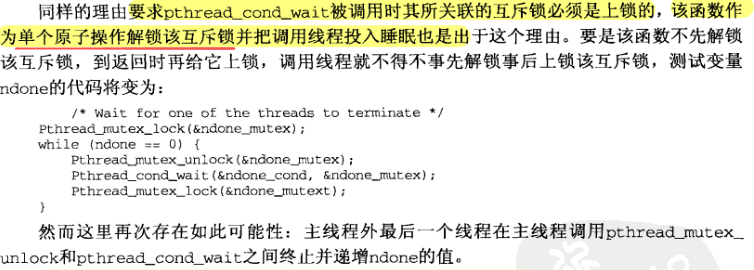 同样的理由要求pthread_cond_wait被调用时其所关联的互斥锁必须是上锁的，该函数作
为单个原子操作解锁该互斥锁并把调用线程投入睡眠也是出于这个理由。要是该函数不先解锁
该互斥锁，到返回时再给它上锁，调用线程就不得不事先解锁事后上锁该互斥锁，测试变量
ndone的代码将变为：
/* Wait for one of the threads to terminate */
Pthread_mutex_lock(&ndone_mutex);
while (ndone == 0) {
Pthread_mutex_unlock(&ndone_mutex);
Pthread_cond_wait(&ndone_cond, &ndone_mutex);
Pthread_mutex_lock(&ndone_mutext);
}
然而这里再次存在如此可能性：主线程外最后一个线程在主线程调用pthread_mutex_
unlock和pthread_cond_wait之间终止并递增ndone的值。